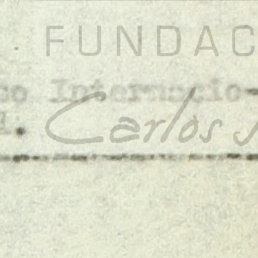 FUNDAC
co Internacio-
l.
Carlos